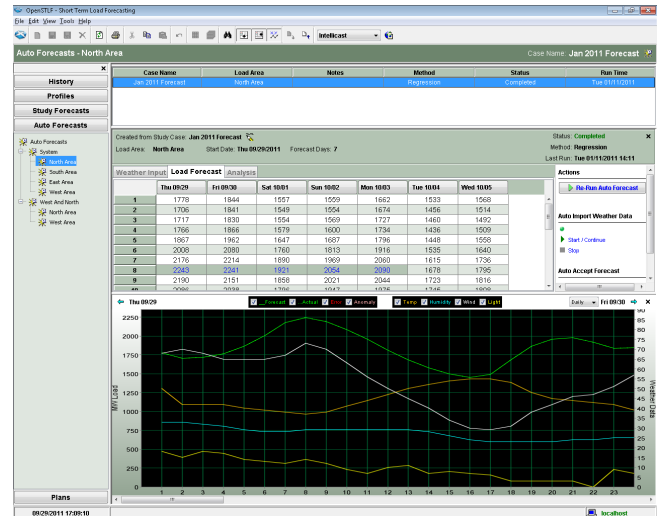 OpenSTLF - Short Term Load Forecasting
File Edit View Tools Help
Intellicast
Auto Forecasts - North Area
Case Name: Jan 2011 Forecast
History
Profiles
Study Forecasts
Auto Forecasts
Auto Forecasts
System
North Area
South Area
East Area
West Area
West And North
North Area
West Area
Plans
Case Name Load Area Notes Method Status Run Time
Jan 2011 Forecast North Area Regression Completed Tue 01/11/2011
Created from Study Case: Jan 2011 Forecast
Status: Completed
Load Area: North Area Start Date: Thu 09/29/2011 Forecast Days: 7
Method: Regression
Last Run: Tue 01/11/2011 14:11
Weather Input Load Forecast Analysis
Thu 09/29 Fri 09/30 Sat 10/01 Sun 10/02 Mon 10/03 Tue 10/04 Wed 10/05
1 1778 1844 1557 1559 1662 1533 1568
2 1706 1841 1549 1554 1674 1456 1514
3 1717 1830 1554 1569 1727 1460 1492
4 1766 1866 1579 1600 1734 1436 1509
5 1867 1962 1647 1687 1796 1448 1558
6 2008 2080 1760 1813 1916 1535 1640
7 2176 2214 1890 1969 2060 1615 1736
8 2243 2241 1921 2054 2090 1678 1795
9 2190 2151 1858 2021 2044 1723 1816
Actions
Re-Run Auto Forecast
Auto Import Weather Data
Start / Continue
Stop
Auto Accept Forecast
Thu 09/29
Forecast Actual Error Anomaly Temp Humidity Wind Light
Daily Fri 09/30
2250
2000
1750
1500
1250
1000
750
500
250
0
MW Load
90
85
80
75
70
65
60
55
50
45
40
35
30
25
20
15
10
5
0
Weather Data
1 2 3 4 5 6 7 8 9 10 11 12 13 14 15 16 17 18 19 20 21 22 23
09/29/2011 17:09:10
localhost